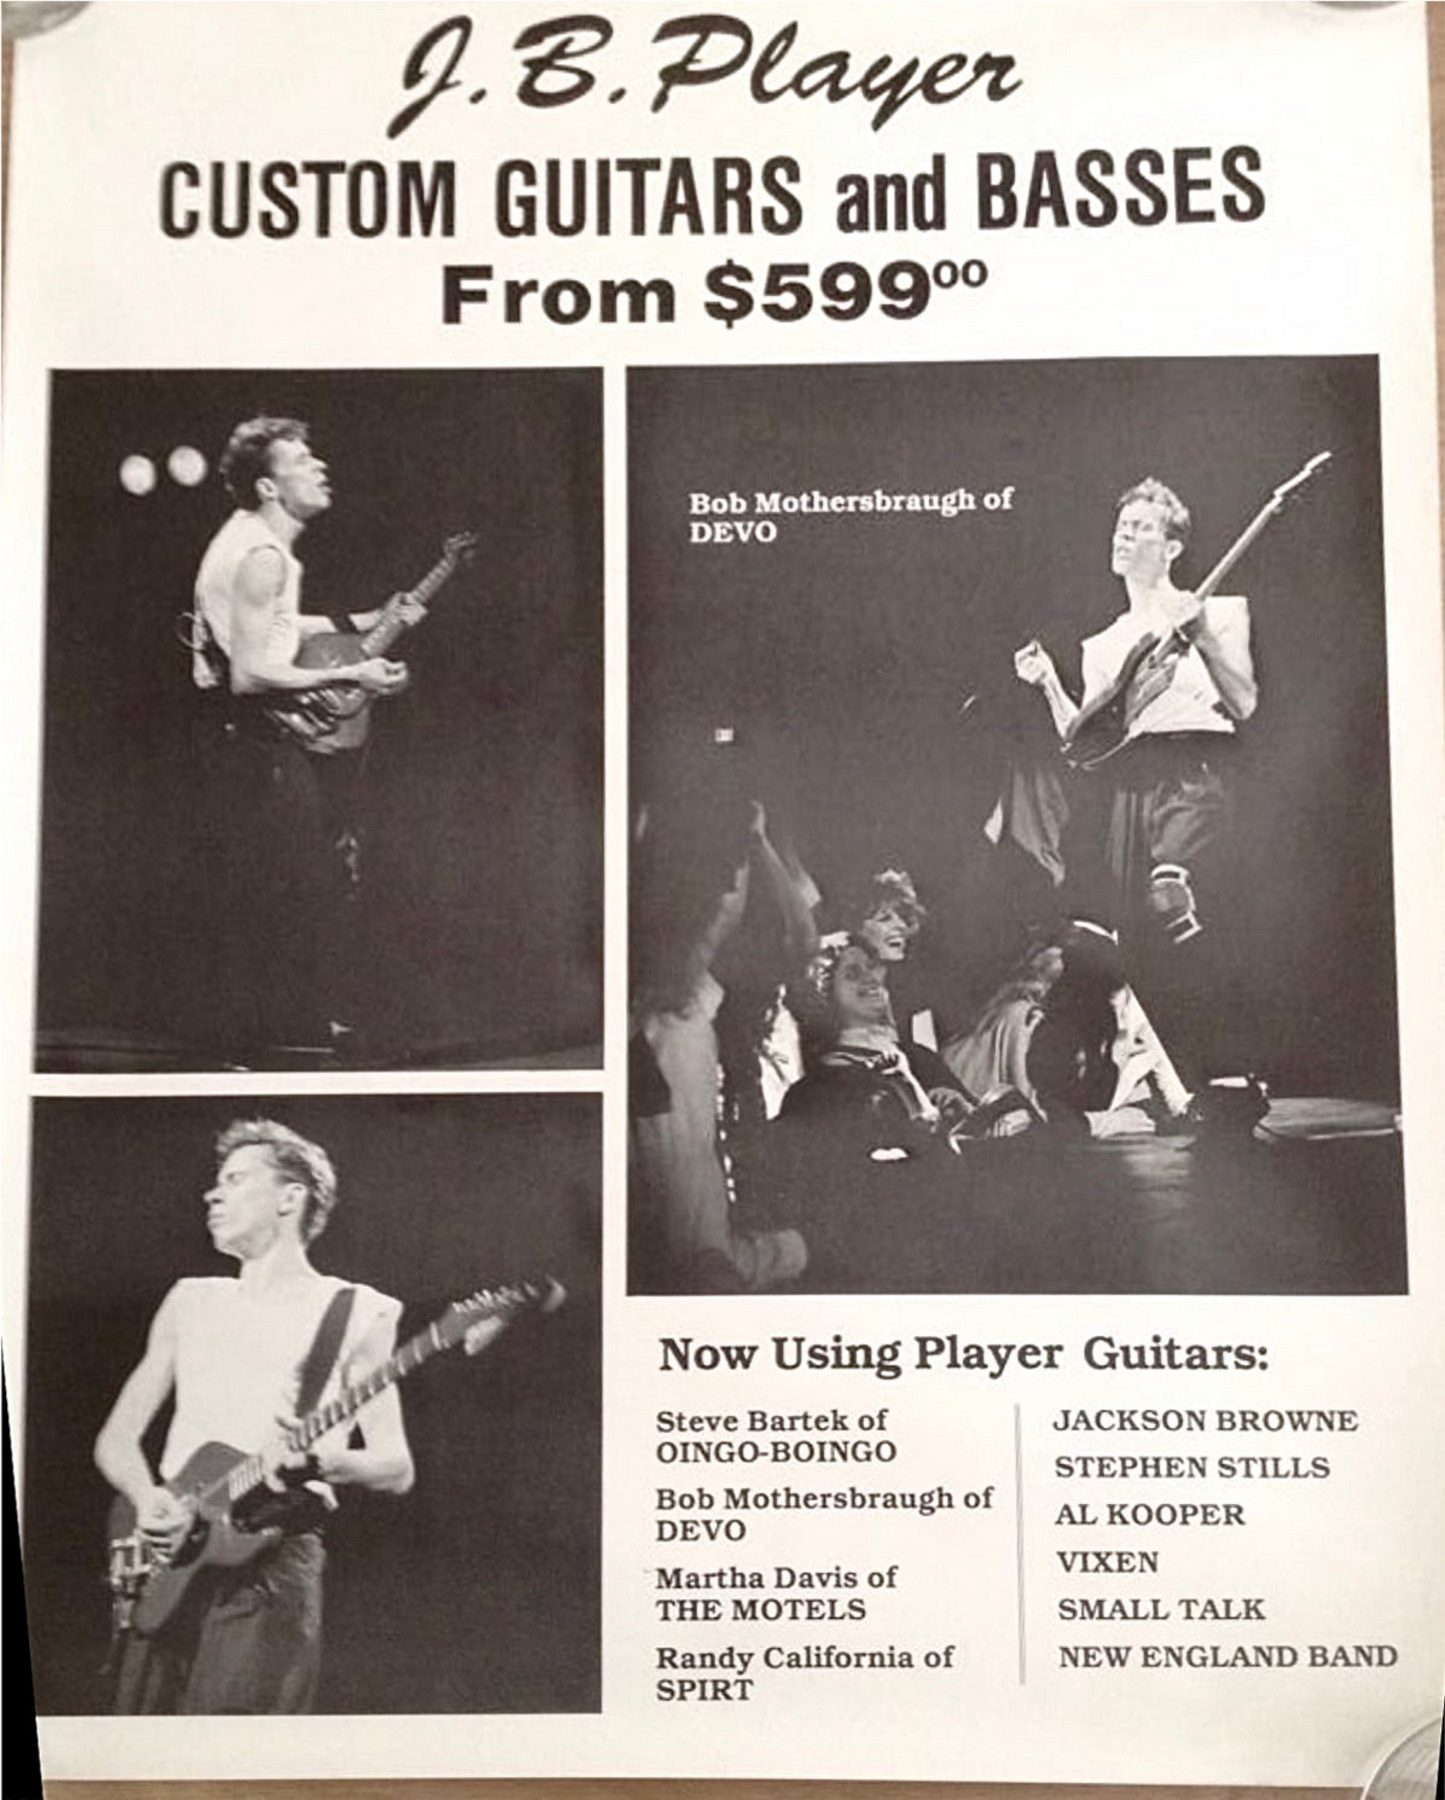 J.B. Player
CUSTOM GUITARS and BASSES
From $599⁰⁰
Bob Mothersbraugh of
DEVO
Now Using Player Guitars:
Steve Bartek of
OINGO-BOINGO
Bob Mothersbraugh of
DEVO
Martha Davis of
THE MOTELS
Randy California of
SPIRT
JACKSON BROWNE
STEPHEN STILLS
AL KOOPER
VIXEN
SMALL TALK
NEW ENGLAND BAND